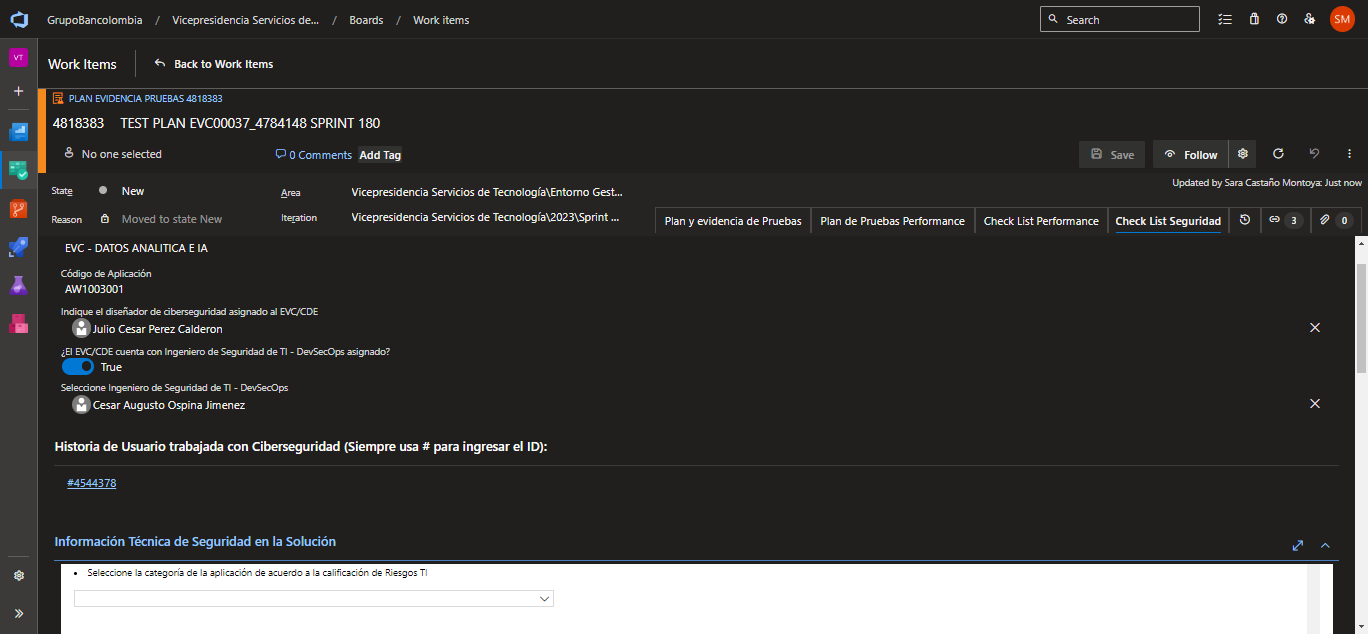 GrupoBancolombia / Vicepresidencia Servicios de... / Boards / Work items
Search
SM
VT
Work Items
Back to Work Items
PLAN EVIDENCIA PRUEBAS 4818383
4818383 TEST PLAN EVC00037_4784148 SPRINT 180
No one selected
0 Comments
Add Tag
Save
Follow
Updated by Sara Castaño Montoya: Just now
State New
Area Vicepresidencia Servicios de Tecnología\Entorno Gest...
Reason Moved to state New
Iteration Vicepresidencia Servicios de Tecnología\2023\Sprint ...
Plan y evidencia de Pruebas
Plan de Pruebas Performance
Check List Performance
Check List Seguridad
3
0
EVC - DATOS ANALITICA E IA
Código de Aplicación
AW1003001
Indique el diseñador de ciberseguridad asignado al EVC/CDE
Julio Cesar Perez Calderon
¿El EVC/CDE cuenta con Ingeniero de Seguridad de TI - DevSecOps asignado?
True
Seleccione Ingeniero de Seguridad de TI - DevSecOps
Cesar Augusto Ospina Jimenez
Historia de Usuario trabajada con Ciberseguridad (Siempre usa # para ingresar el ID):
#4544378
Información Técnica de Seguridad en la Solución
• Seleccione la categoría de la aplicación de acuerdo a la calificación de Riesgos TI